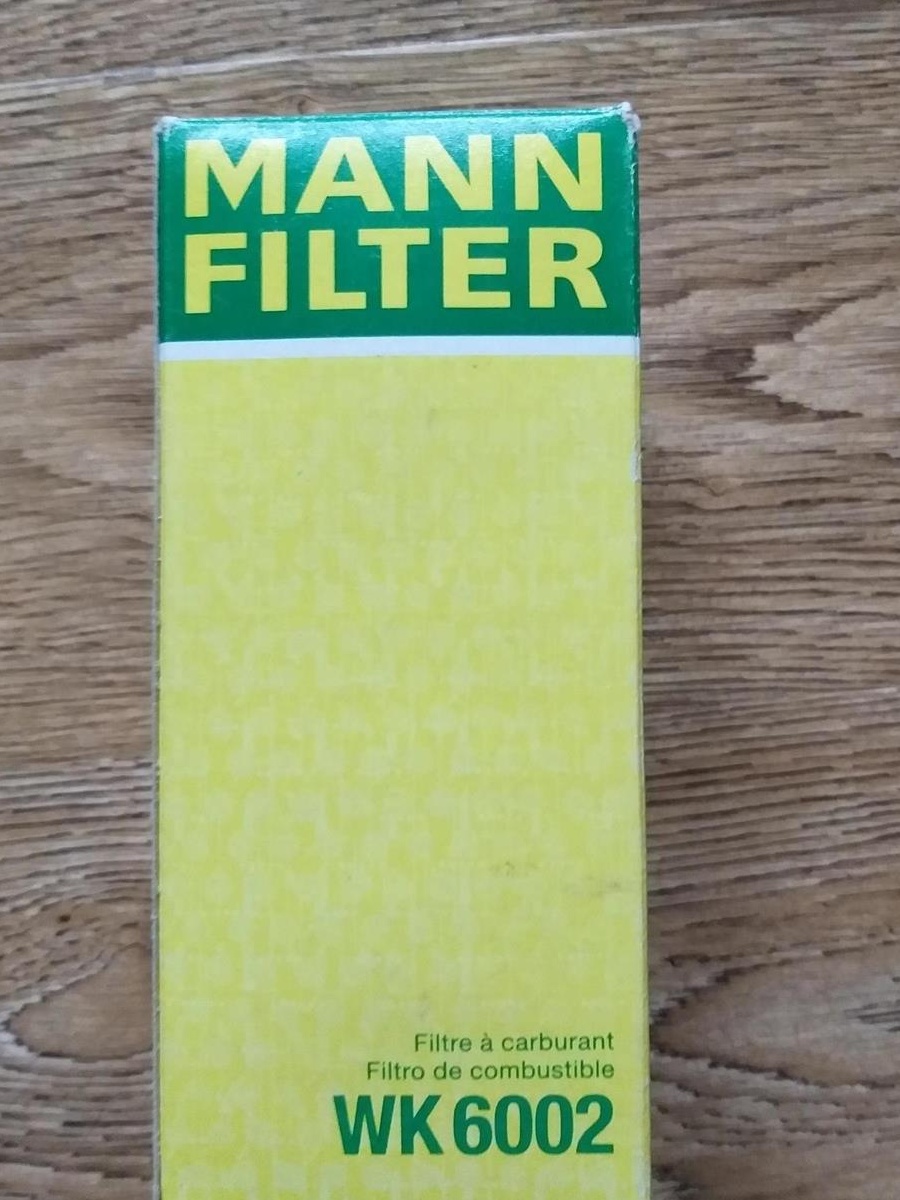 MANN
FILTER
Filtre à carburant
Filtro de combustible
WK 6002